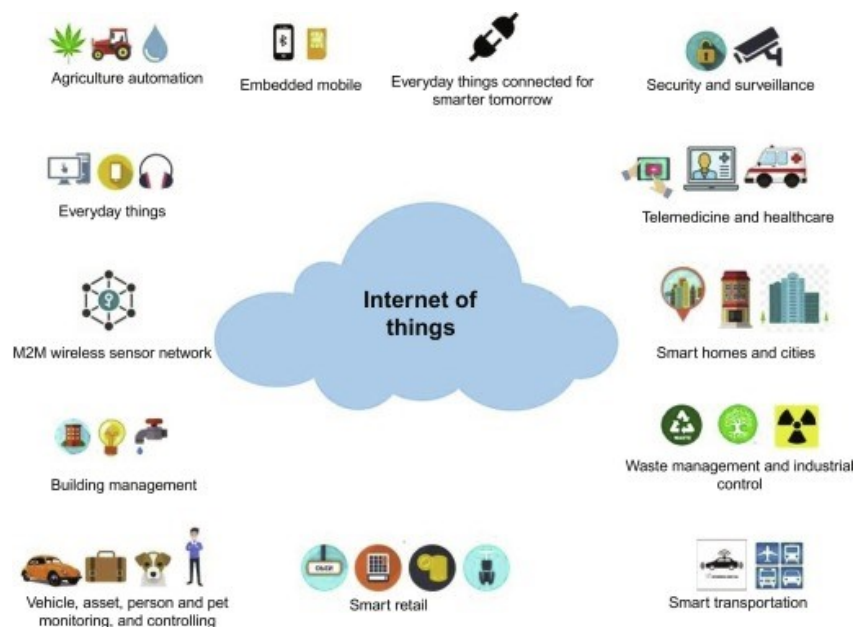 Agriculture automation
Embedded mobile
Everyday things connected for
smarter tomorrow
Security and surveillance
Everyday things
Telemedicine and healthcare
Internet of
things
M2M wireless sensor network
Smart homes and cities
Building management
WASTE
Waste management and industrial
control
Vehicle, asset, person and pet
monitoring, and controlling
Smart retail
Smart transportation